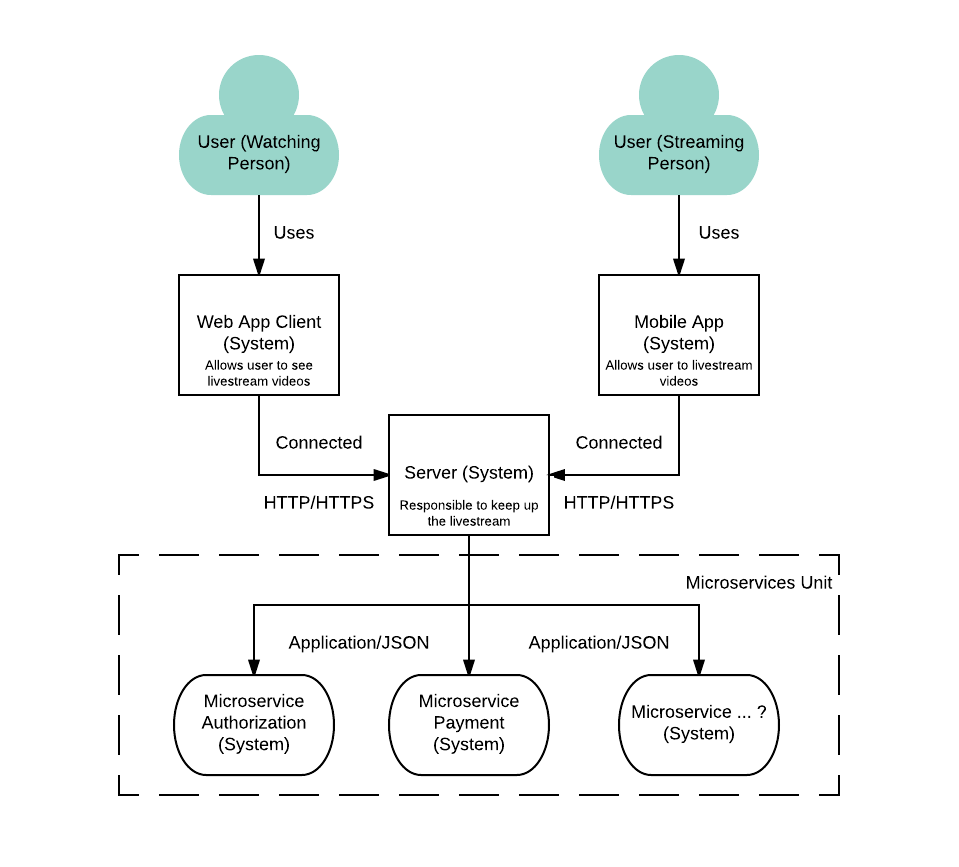 User (Watching
Person)
User (Streaming
Person)
Uses
Uses
Web App Client
(System)
Allows user to see
livestream videos
Mobile App
(System)
Allows user to livestream
videos
Connected
HTTP/HTTPS
Server (System)
Responsible to keep up
the livestream
Connected
HTTP/HTTPS
Microservices Unit
Application/JSON
Application/JSON
Microservice
Authorization
(System)
Microservice
Payment
(System)
Microservice ... ?
(System)